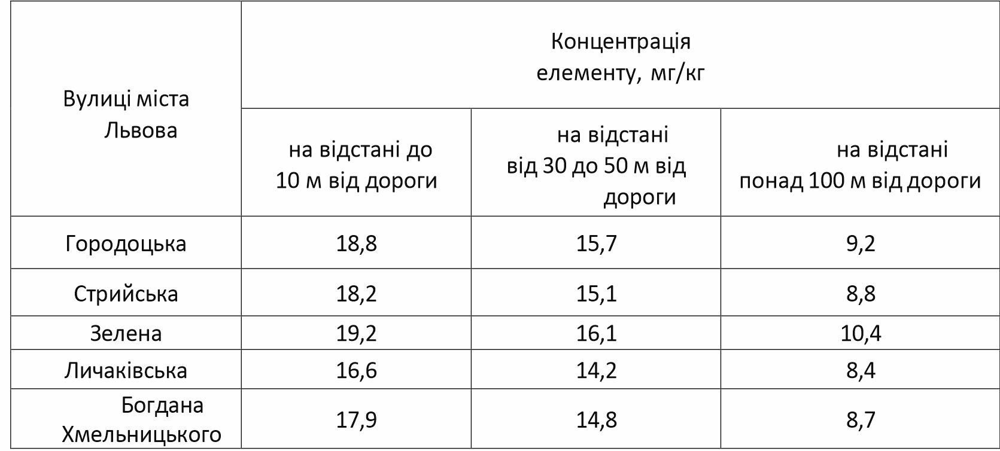 Вулиці міста
Львова
Концентрація
елементу, мг/кг
на відстані до
10 м від дороги
на відстані
від 30 до 50 м від
дороги
на відстані
понад 100 м від дороги
Городоцька 18,8 15,7 9,2
Стрийська 18,2 15,1 8,8
Зелена 19,2 16,1 10,4
Личаківська 16,6 14,2 8,4
Богдана
Хмельницького 17,9 14,8 8,7